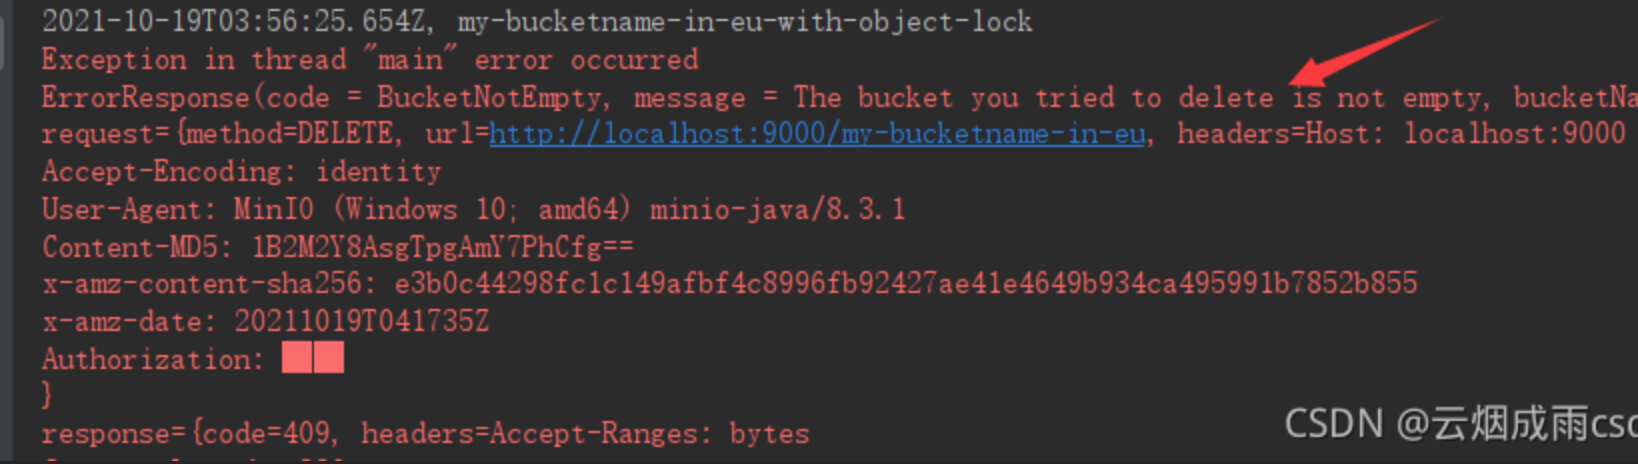 2021-10-19T03:56:25.654Z, my-bucketname-in-eu-with-object-lock
Exception in thread "main" error occurred
ErrorResponse(code = BucketNotEmpty, message = The bucket you tried to delete is not empty, bucketNa
request={method=DELETE, url=http://localhost:9000/my-bucketname-in-eu, headers=Host: localhost:9000
Accept-Encoding: identity
User-Agent: MinIO (Windows 10; amd64) minio-java/8.3.1
Content-MD5: 1B2M2Y8AsgTpgAmY7PhCfg==
x-amz-content-sha256: e3b0c44298fc1c149afbf4c8996fb92427ae41e4649b934ca495991b7852b855
x-amz-date: 20211019T041735Z
Authorization: ██
}
response={code=409, headers=Accept-Ranges: bytes
CSDN @云烟成雨csd